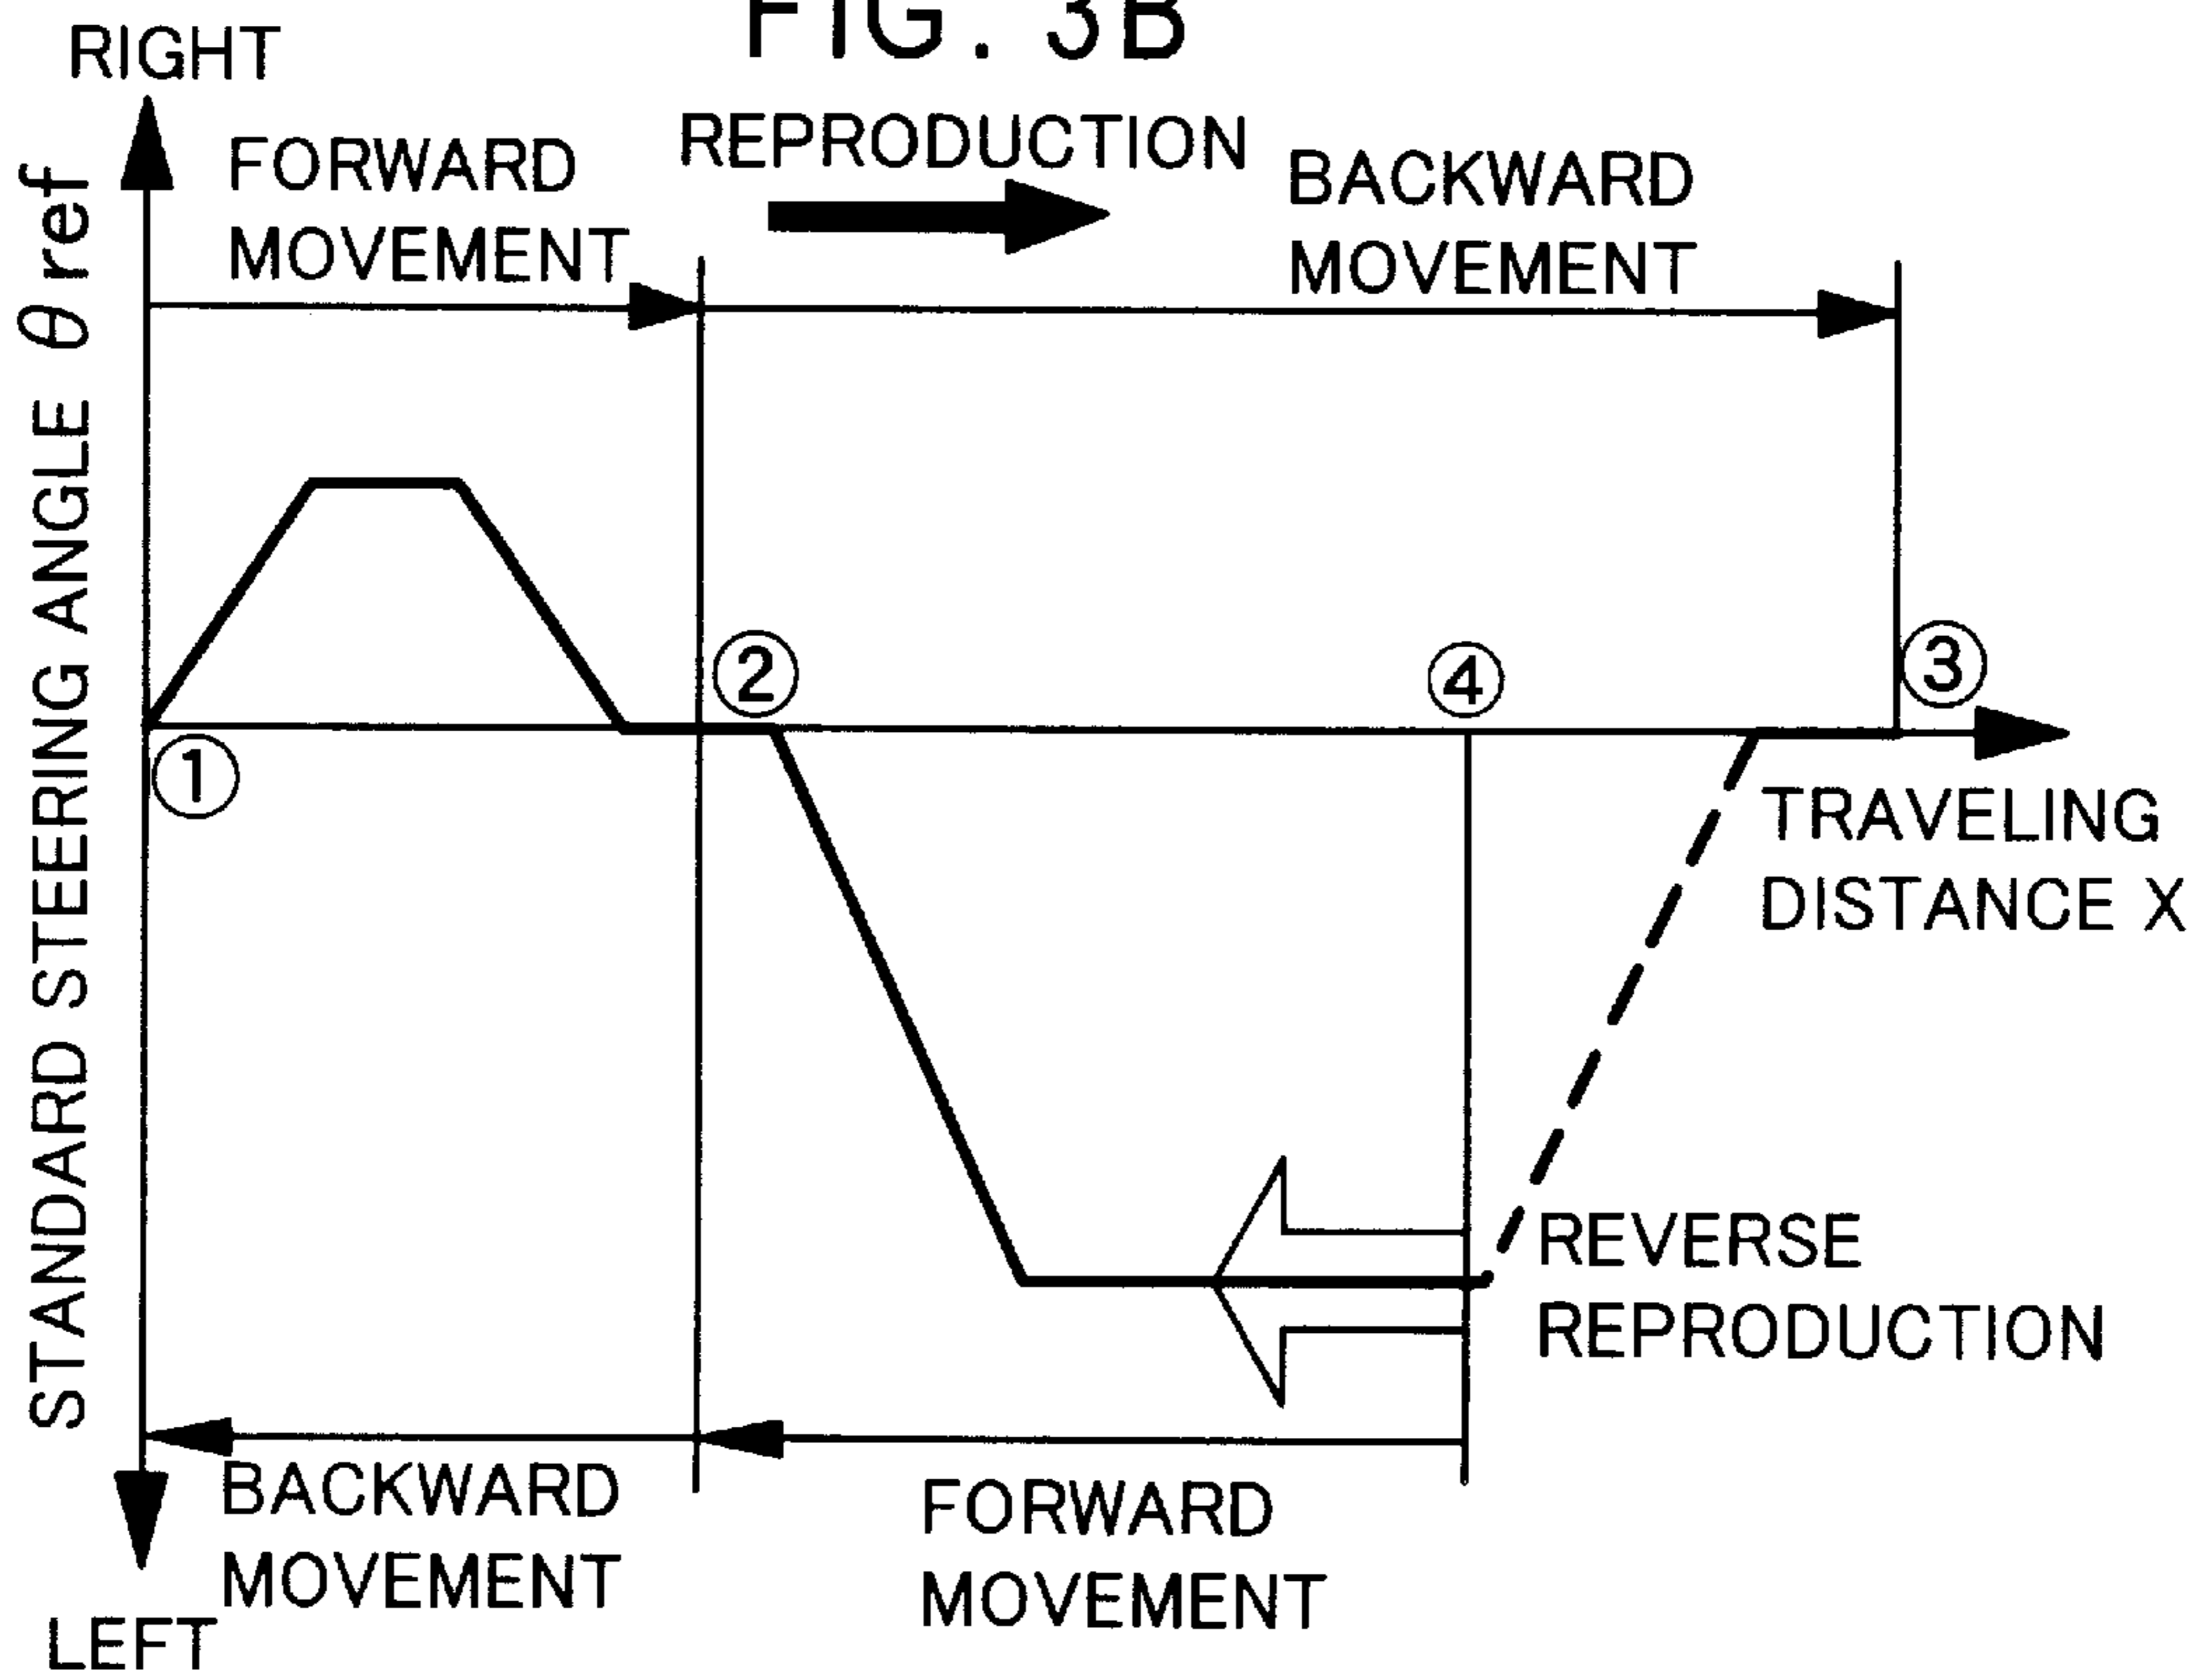 FIG. 3B
RIGHT
REPRODUCTION
FORWARD
MOVEMENT
BACKWARD
MOVEMENT
STANDARD STEERING ANGLE θ ref
①
②
④
③
TRAVELING
DISTANCE X
REVERSE
REPRODUCTION
BACKWARD
MOVEMENT
FORWARD
MOVEMENT
LEFT